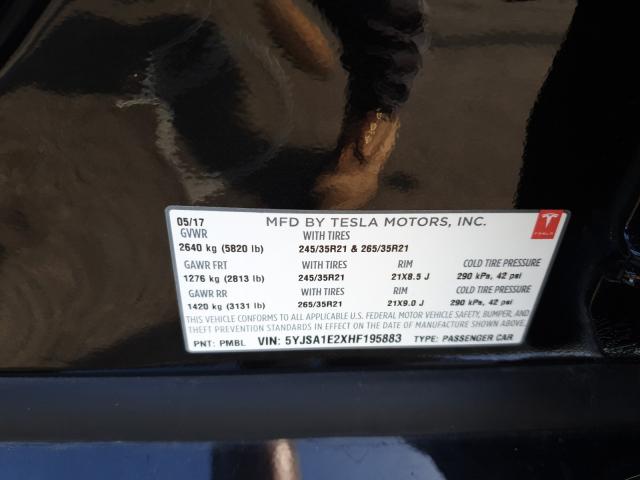 05/17 MFD BY TESLA MOTORS, INC.
GVWR WITH TIRES
2640 kg (5820 lb) 245/35R21 & 265/35R21
GAWR FRT WITH TIRES RIM COLD TIRE PRESSURE
1276 kg (2813 lb) 245/35R21 21X8.5 J 290 kPa, 42 psi
GAWR RR WITH TIRES RIM COLD TIRE PRESSURE
1420 kg (3131 lb) 265/35R21 21X9.0 J 290 kPa, 42 psi
THIS VEHICLE CONFORMS TO ALL APPLICABLE U.S. FEDERAL MOTOR VEHICLE SAFETY, BUMPER, AND
THEFT PREVENTION STANDARDS IN EFFECT ON THE DATE OF MANUFACTURE SHOWN ABOVE.
PNT: PMBL VIN: 5YJSA1E2XHF195883 TYPE: PASSENGER CAR
TESLA